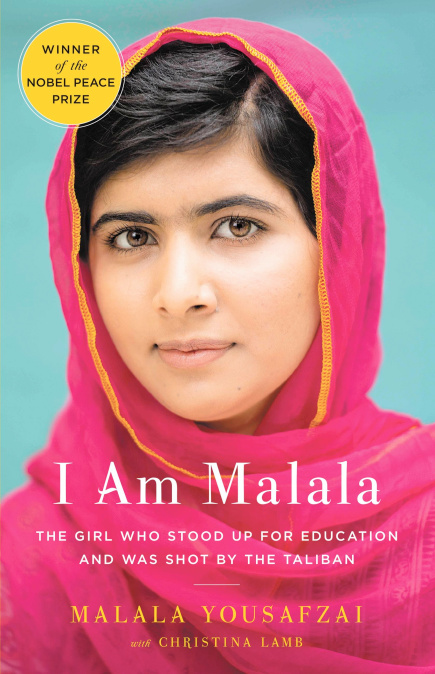 WINNER
of the
NOBEL PEACE
PRIZE
I Am Malala
THE GIRL WHO STOOD UP FOR EDUCATION
AND WAS SHOT BY THE TALIBAN
MALALA YOUSAFZAI
with CHRISTINA LAMB